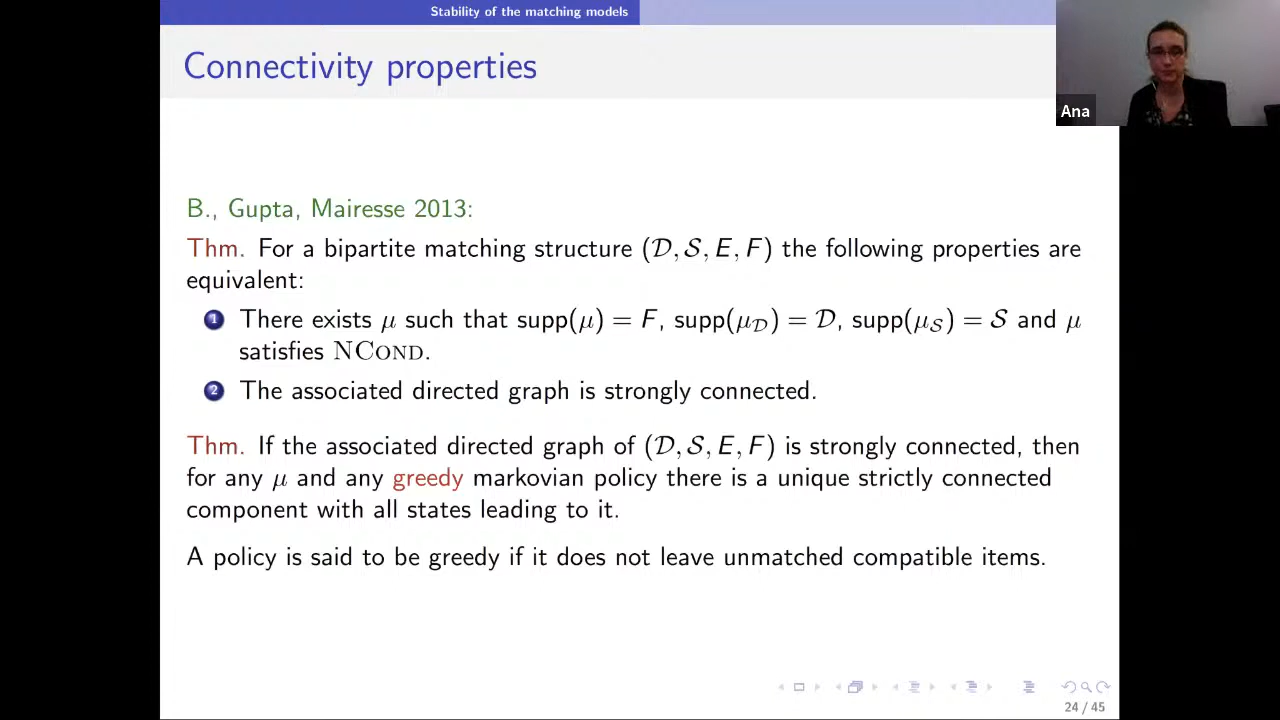 Stability of the matching models
Connectivity properties
Ana
B., Gupta, Mairesse 2013:
Thm. For a bipartite matching structure (𝒟, 𝒮, E, F) the following properties are
equivalent:
1 There exists μ such that supp(μ) = F, supp(μ_𝒟) = 𝒟, supp(μ_𝒮) = 𝒮 and μ
satisfies NCOND.
2 The associated directed graph is strongly connected.
Thm. If the associated directed graph of (𝒟, 𝒮, E, F) is strongly connected, then
for any μ and any greedy markovian policy there is a unique strictly connected
component with all states leading to it.
A policy is said to be greedy if it does not leave unmatched compatible items.
24 / 45